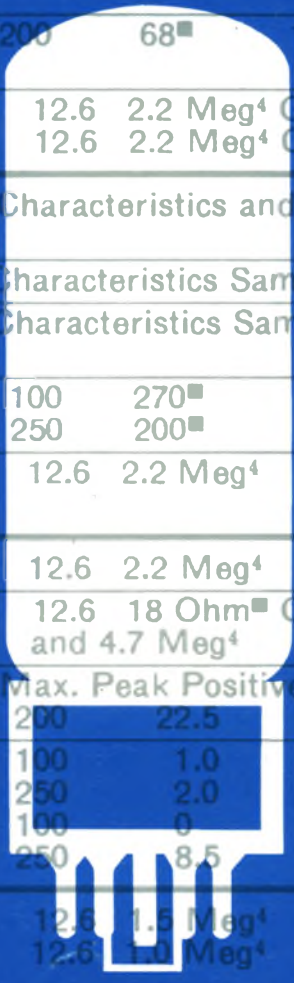 200 68■
12.6 2.2 Meg⁴ C
12.6 2.2 Meg⁴ C
Characteristics and
Characteristics Sam
Characteristics Sam
100 270■
250 200■
12.6 2.2 Meg⁴
12.6 2.2 Meg⁴
12.6 18 Ohm■ C
and 4.7 Meg⁴
Max. Peak Positive
200 22.5
100 1.0
250 2.0
100 0
250 8.5
12.6 1.5 Meg⁴
12.6 1.0 Meg⁴